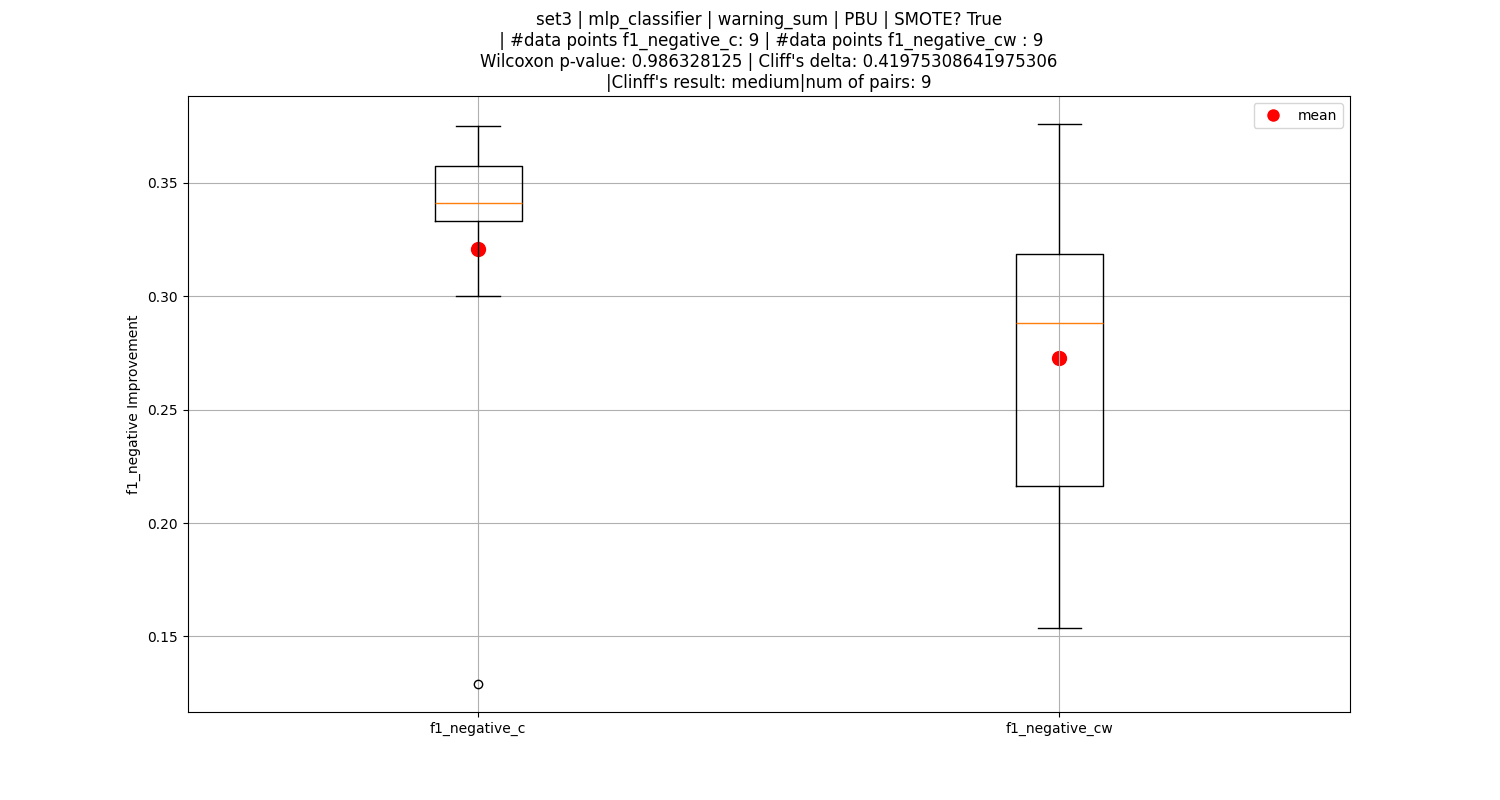 set3 | mlp_classifier | warning_sum | PBU | SMOTE? True
| #data points f1_negative_c: 9 | #data points f1_negative_cw : 9
Wilcoxon p-value: 0.986328125 | Cliff's delta: 0.41975308641975306
|Clinff's result: medium|num of pairs: 9
mean
0.35
0.30
0.25
0.20
0.15
f1_negative Improvement
f1_negative_c
f1_negative_cw